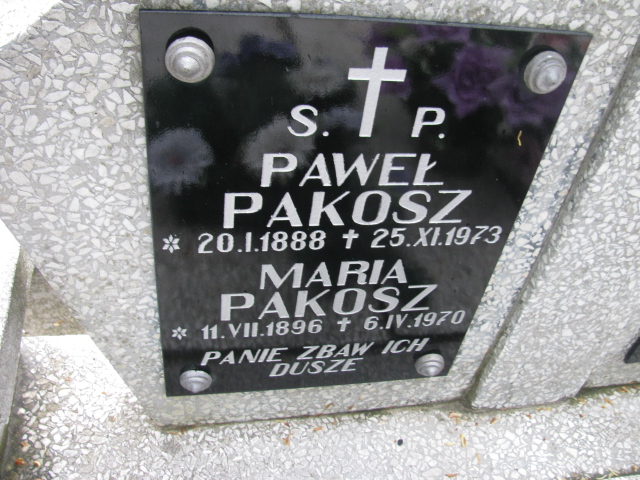 S. P.
PAWEŁ
PAKOSZ
* 20.I.1888 † 25.XI.1973
MARIA
PAKOSZ
* 11.VII.1896 † 6.IV.1970
PANIE ZBAW ICH
DUSZE